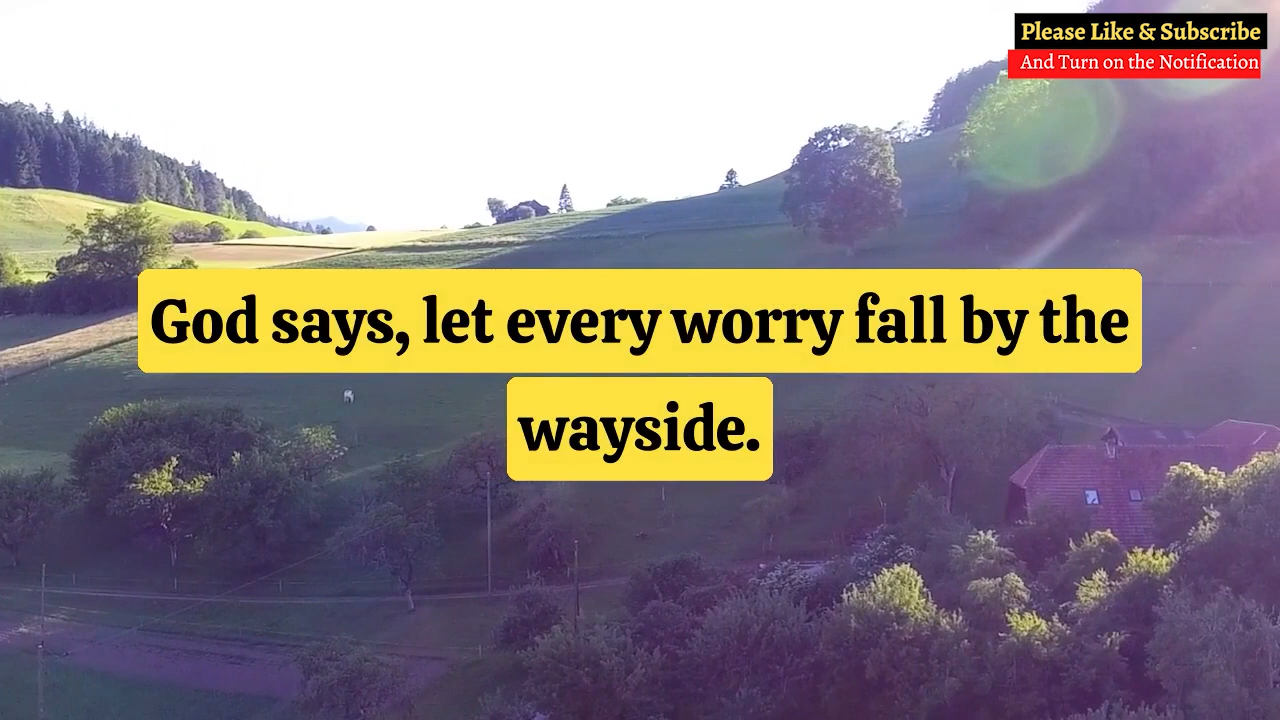 Please Like & Subscribe
And Turn on the Notification
God says, let every worry fall by the
wayside.